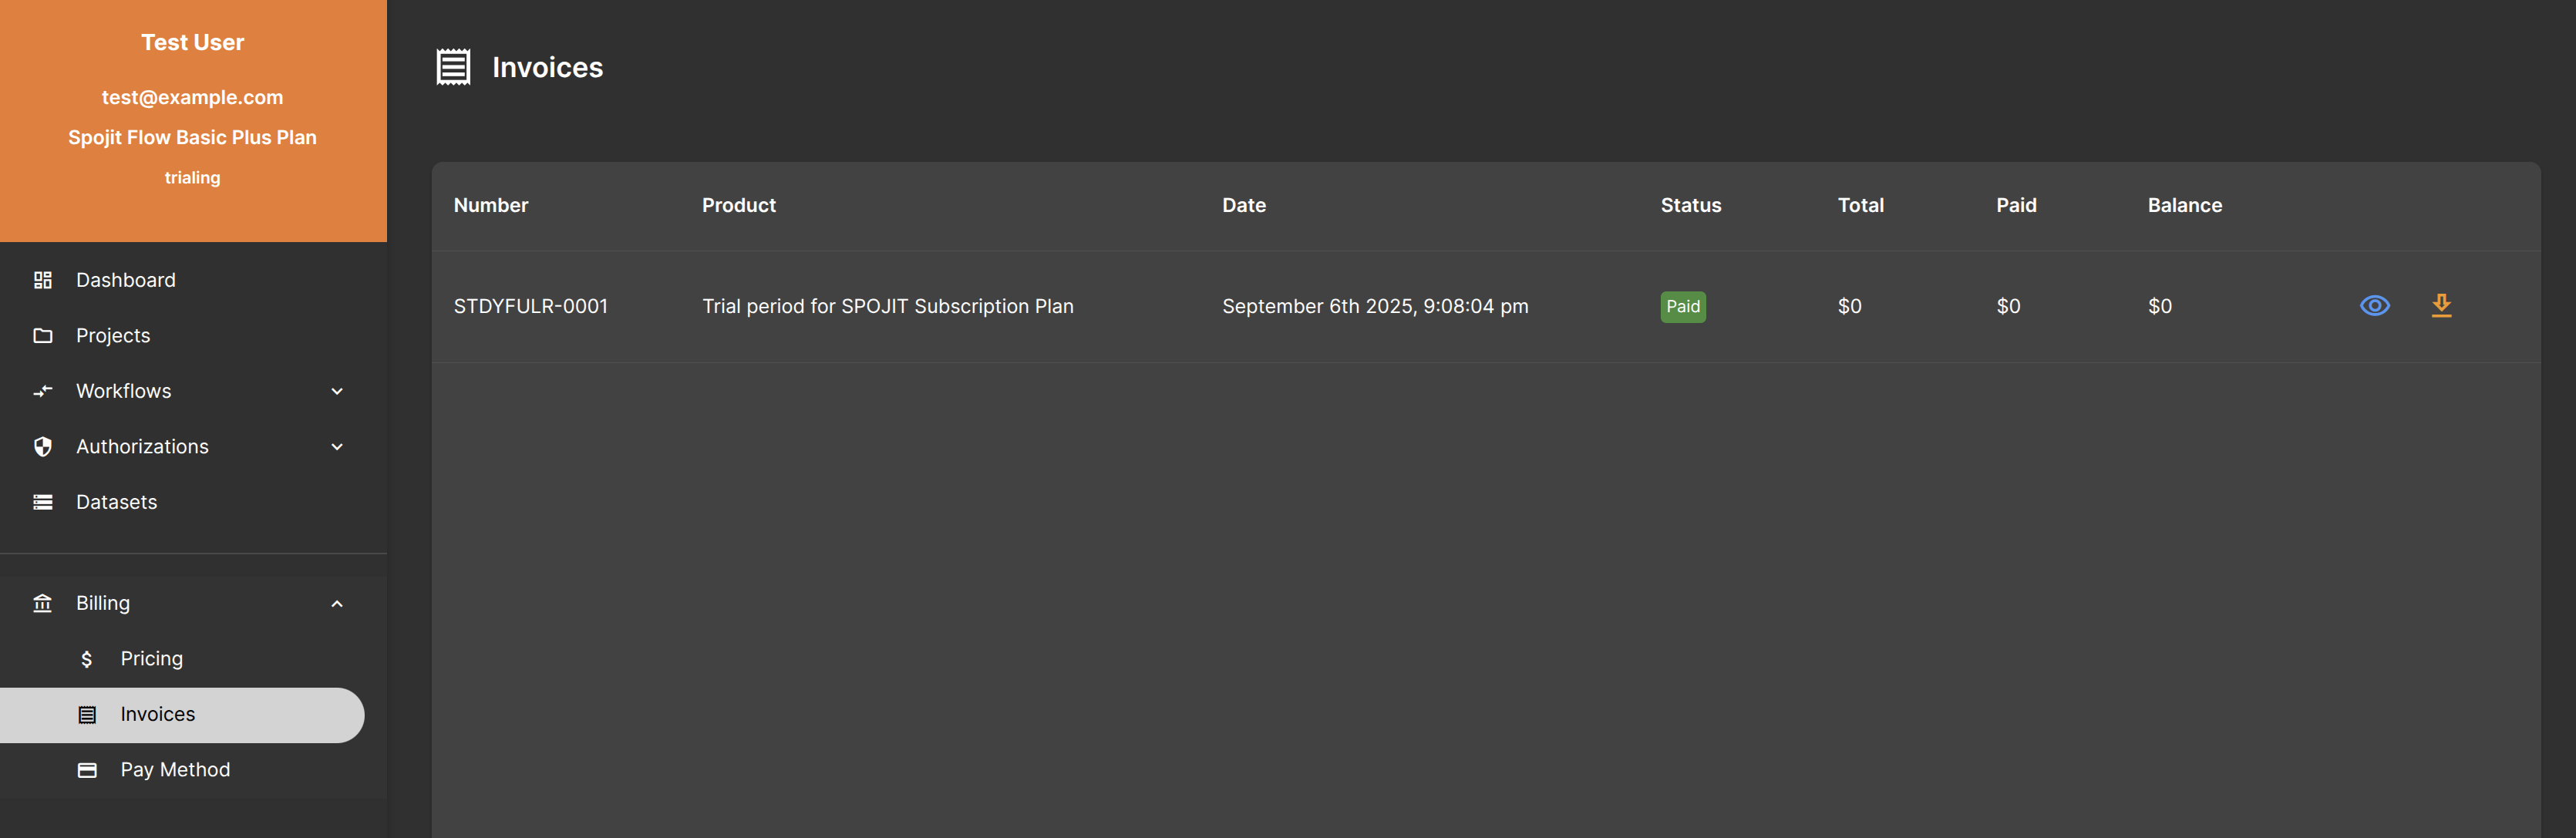 Test User
test@example.com
Spojit Flow Basic Plus Plan
trialing
Dashboard
Projects
Workflows
Authorizations
Datasets
Billing
Pricing
Invoices
Pay Method
Invoices
Number Product Date Status Total Paid Balance
STDYFULR-0001 Trial period for SPOJIT Subscription Plan September 6th 2025, 9:08:04 pm Paid $0 $0 $0